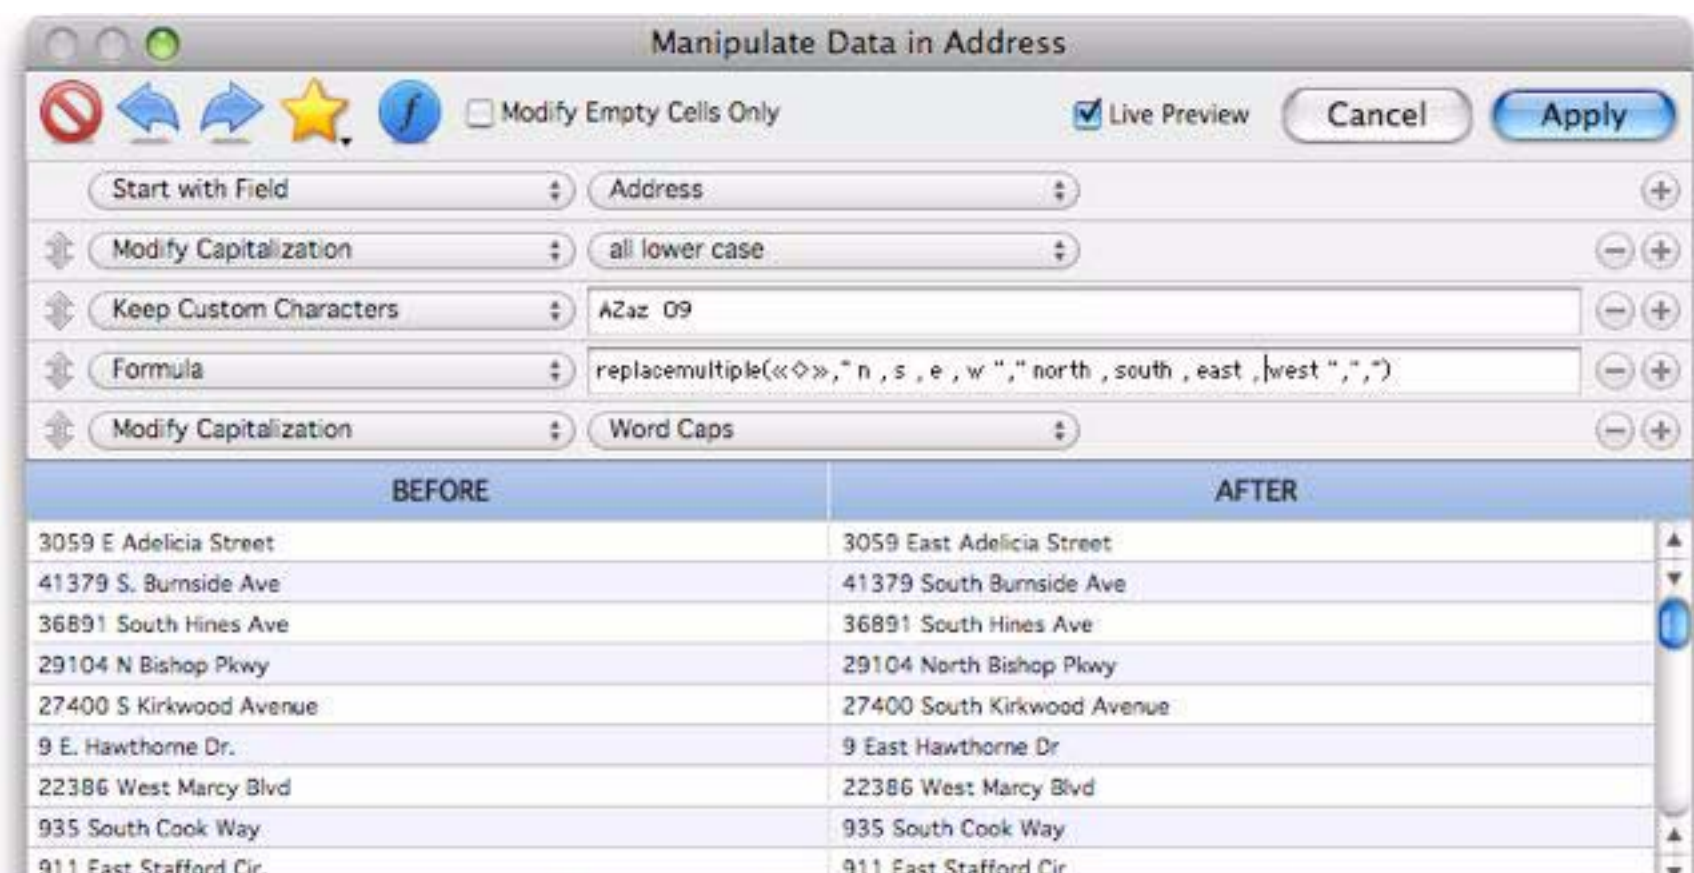 Manipulate Data in Address
f Modify Empty Cells Only Live Preview Cancel Apply
Start with Field Address
Modify Capitalization all lower case
Keep Custom Characters AZaz 09
Formula replacemultiple(«◇»," n , s , e , w "," north , south , east , west ",",")
Modify Capitalization Word Caps
BEFORE AFTER
3059 E Adelicia Street 3059 East Adelicia Street
41379 S. Burnside Ave 41379 South Burnside Ave
36891 South Hines Ave 36891 South Hines Ave
29104 N Bishop Pkwy 29104 North Bishop Pkwy
27400 S Kirkwood Avenue 27400 South Kirkwood Avenue
9 E. Hawthorne Dr. 9 East Hawthorne Dr
22386 West Marcy Blvd 22386 West Marcy Blvd
935 South Cook Way 935 South Cook Way
911 East Stafford Cir. 911 East Stafford Cir